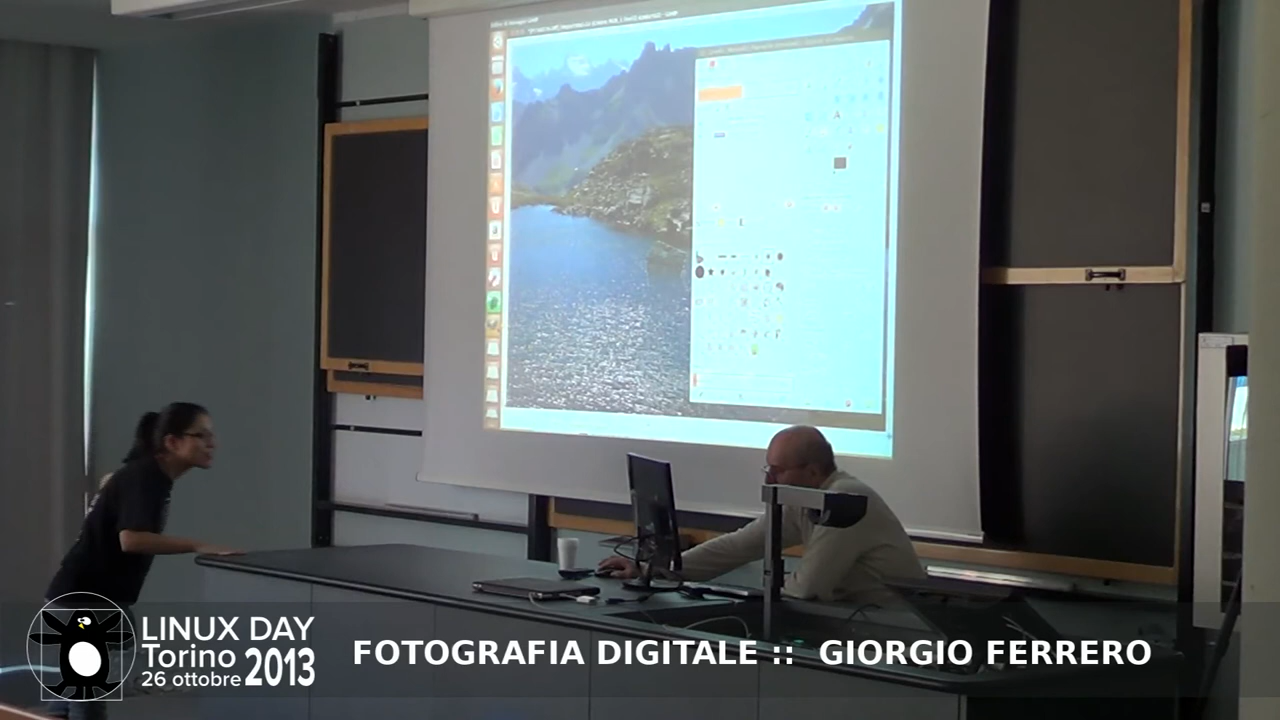 LINUX DAY
Torino 2013
26 ottobre
FOTOGRAFIA DIGITALE :: GIORGIO FERRERO